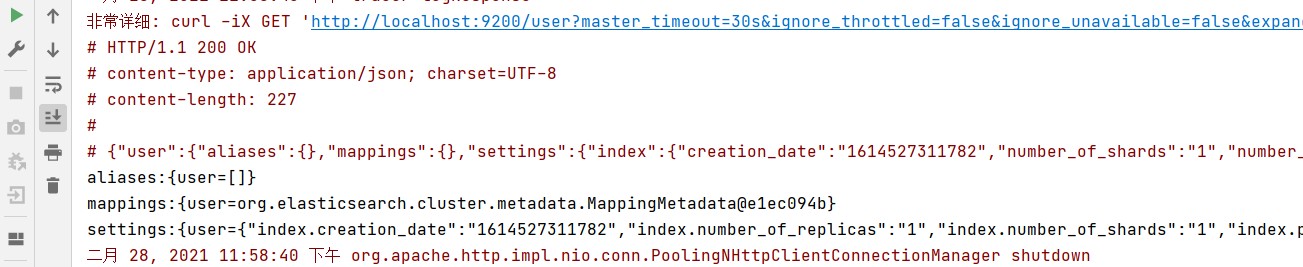 非常详细: curl -iX GET 'http://localhost:9200/user?master_timeout=30s&ignore_throttled=false&ignore_unavailable=false&expan
# HTTP/1.1 200 OK
# content-type: application/json; charset=UTF-8
# content-length: 227
#
# {"user":{"aliases":{},"mappings":{},"settings":{"index":{"creation_date":"1614527311782","number_of_shards":"1","number_
aliases:{user=[]}
mappings:{user=org.elasticsearch.cluster.metadata.MappingMetadata@e1ec094b}
settings:{user={"index.creation_date":"1614527311782","index.number_of_replicas":"1","index.number_of_shards":"1","index.p
二月 28, 2021 11:58:40 下午 org.apache.http.impl.nio.conn.PoolingNHttpClientConnectionManager shutdown